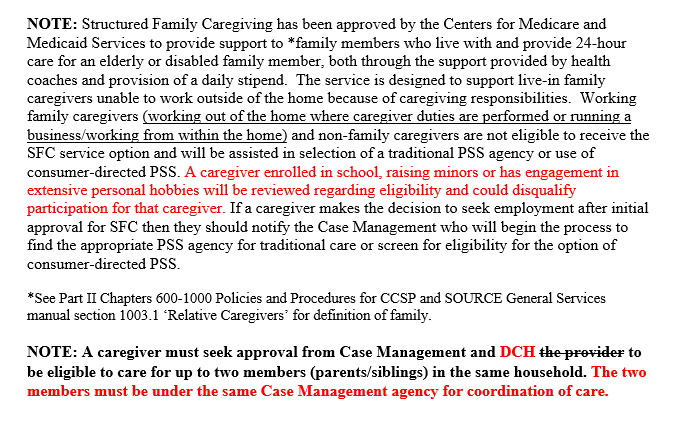 NOTE: Structured Family Caregiving has been approved by the Centers for Medicare and
Medicaid Services to provide support to *family members who live with and provide 24-hour
care for an elderly or disabled family member, both through the support provided by health
coaches and provision of a daily stipend.  The service is designed to support live-in family
caregivers unable to work outside of the home because of caregiving responsibilities.  Working
family caregivers (working out of the home where caregiver duties are performed or running a
business/working from within the home) and non-family caregivers are not eligible to receive the
SFC service option and will be assisted in selection of a traditional PSS agency or use of
consumer-directed PSS. A caregiver enrolled in school, raising minors or has engagement in
extensive personal hobbies will be reviewed regarding eligibility and could disqualify
participation for that caregiver. If a caregiver makes the decision to seek employment after initial
approval for SFC then they should notify the Case Management who will begin the process to
find the appropriate PSS agency for traditional care or screen for eligibility for the option of
consumer-directed PSS.
*See Part II Chapters 600-1000 Policies and Procedures for CCSP and SOURCE General Services
manual section 1003.1 ‘Relative Caregivers’ for definition of family.
NOTE: A caregiver must seek approval from Case Management and DCH the provider to
be eligible to care for up to two members (parents/siblings) in the same household. The two
members must be under the same Case Management agency for coordination of care.